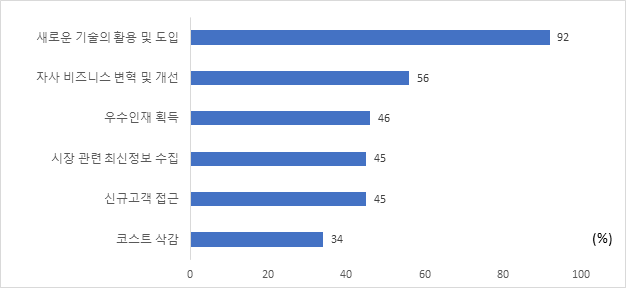 새로운 기술의 활용 및 도입 92
자사 비즈니스 변혁 및 개선 56
우수인재 획득 46
시장 관련 최신정보 수집 45
신규고객 접근 45
코스트 삭감 34
(%)
0 20 40 60 80 100